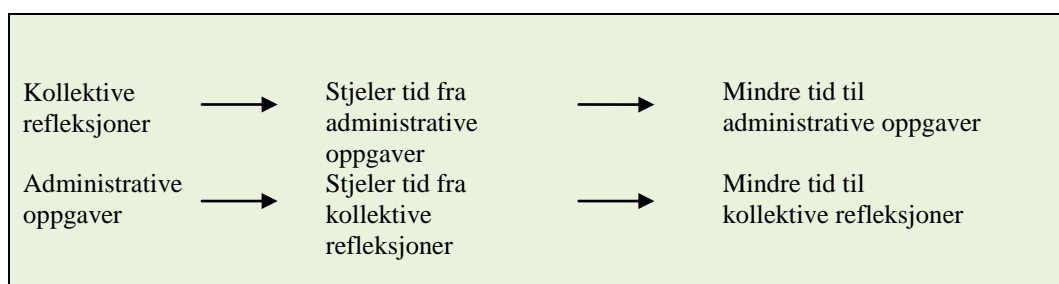 Kollektive
refleksjoner
Stjeler tid fra
administrative
oppgaver
Mindre tid til
administrative oppgaver
Administrative
oppgaver
Stjeler tid fra
kollektive
refleksjoner
Mindre tid til
kollektive refleksjoner